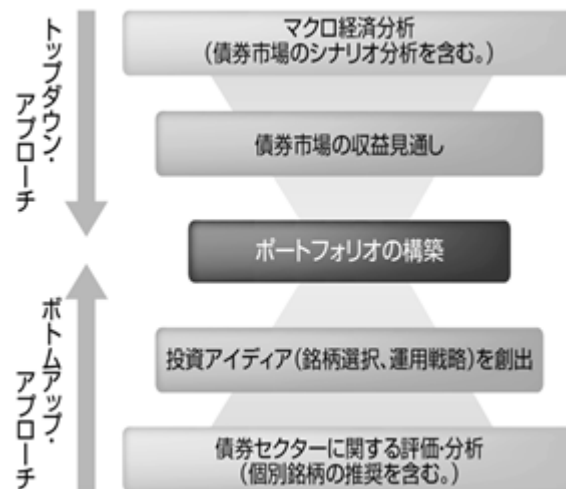 トップダウン・
アプローチ
マクロ経済分析
(債券市場のシナリオ分析を含む。)
債券市場の収益見通し
ポートフォリオの構築
ボトムアップ・
アプローチ
投資アイディア(銘柄選択、運用戦略)を創出
債券セクターに関する評価・分析
(個別銘柄の推奨を含む。)